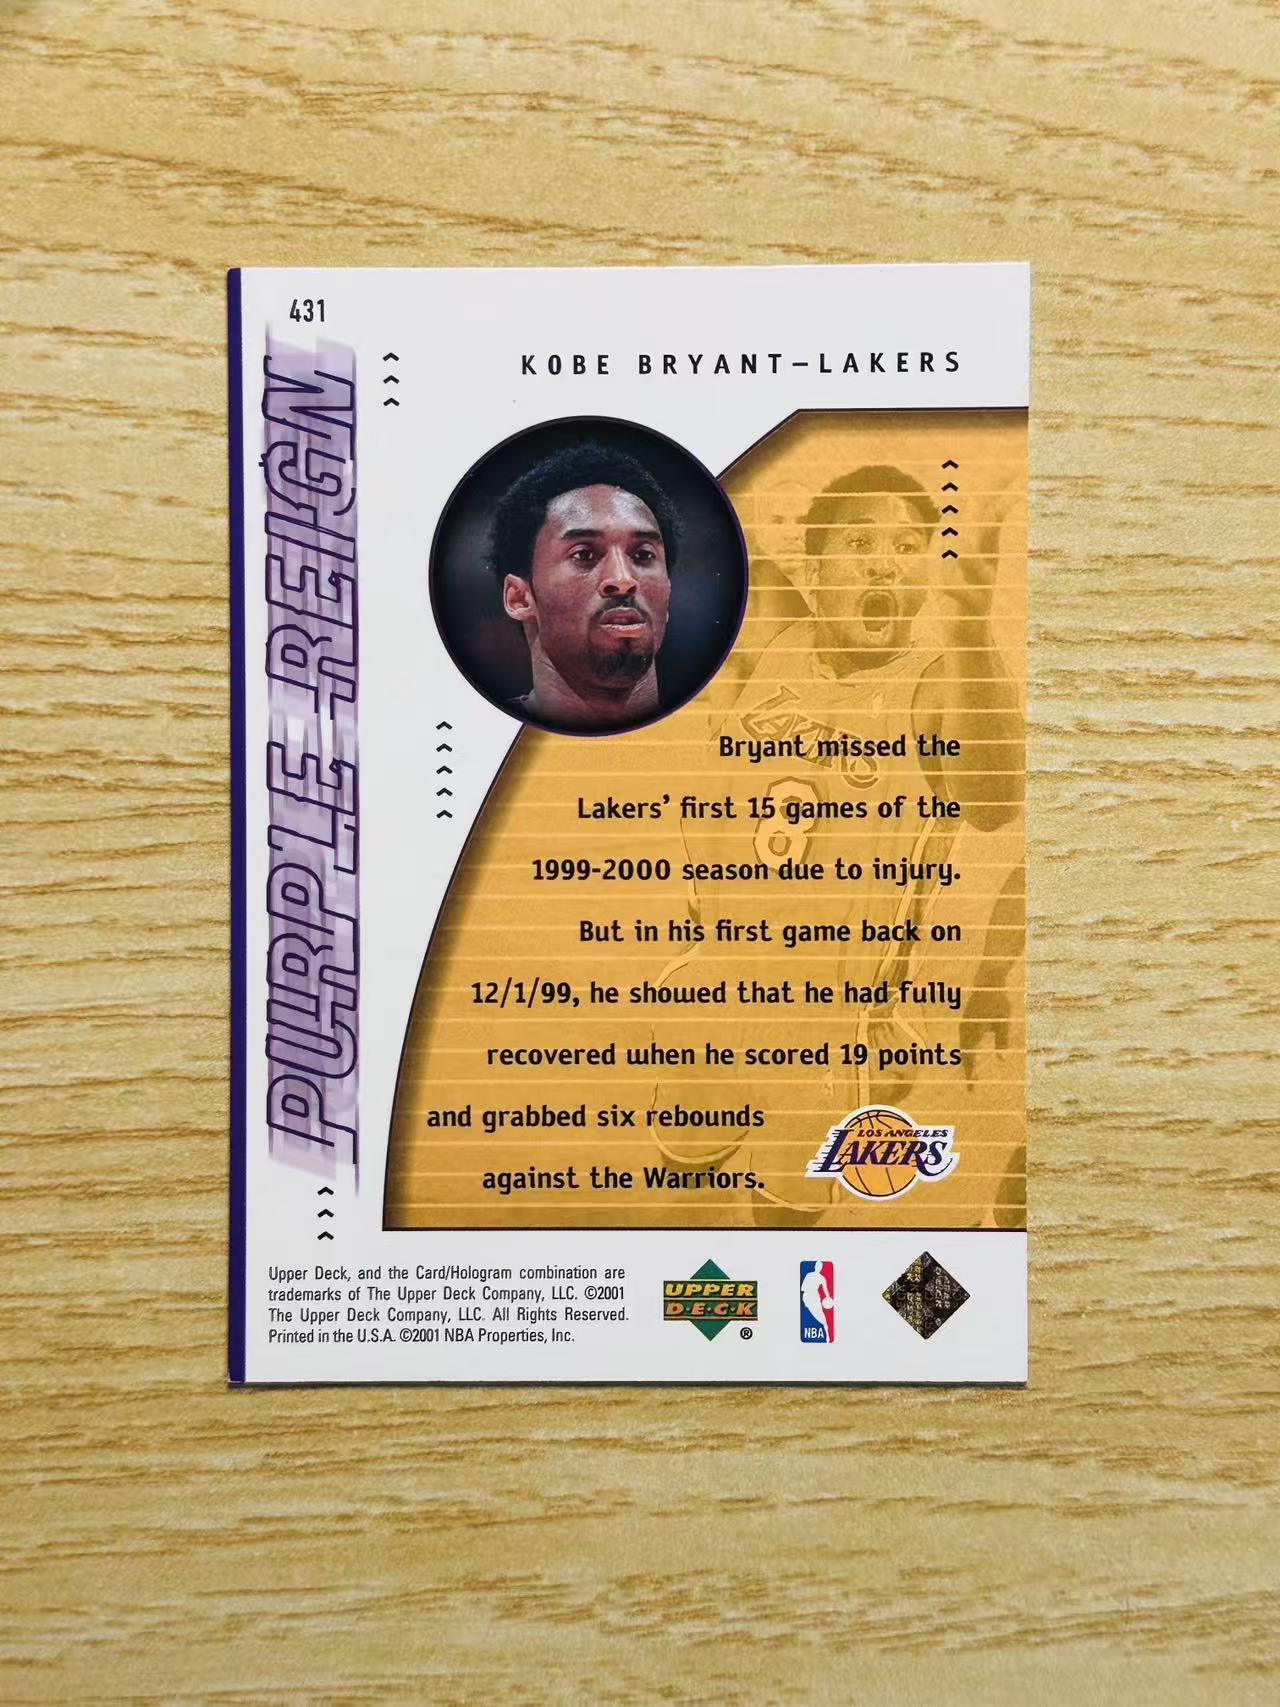 431
KOBE BRYANT-LAKERS
PURPLE REIGN
LAKERS
8
Bryant missed the
Lakers' first 15 games of the
1999-2000 season due to injury.
But in his first game back on
12/1/99, he showed that he had fully
recovered when he scored 19 points
and grabbed six rebounds
against the Warriors.
LOS ANGELES
LAKERS
Upper Deck, and the Card/Hologram combination are
trademarks of The Upper Deck Company, LLC. ©2001
The Upper Deck Company, LLC. All Rights Reserved.
Printed in the U.S.A. ©2001 NBA Properties, Inc.
UPPER
D·E·C·K
®
NBA